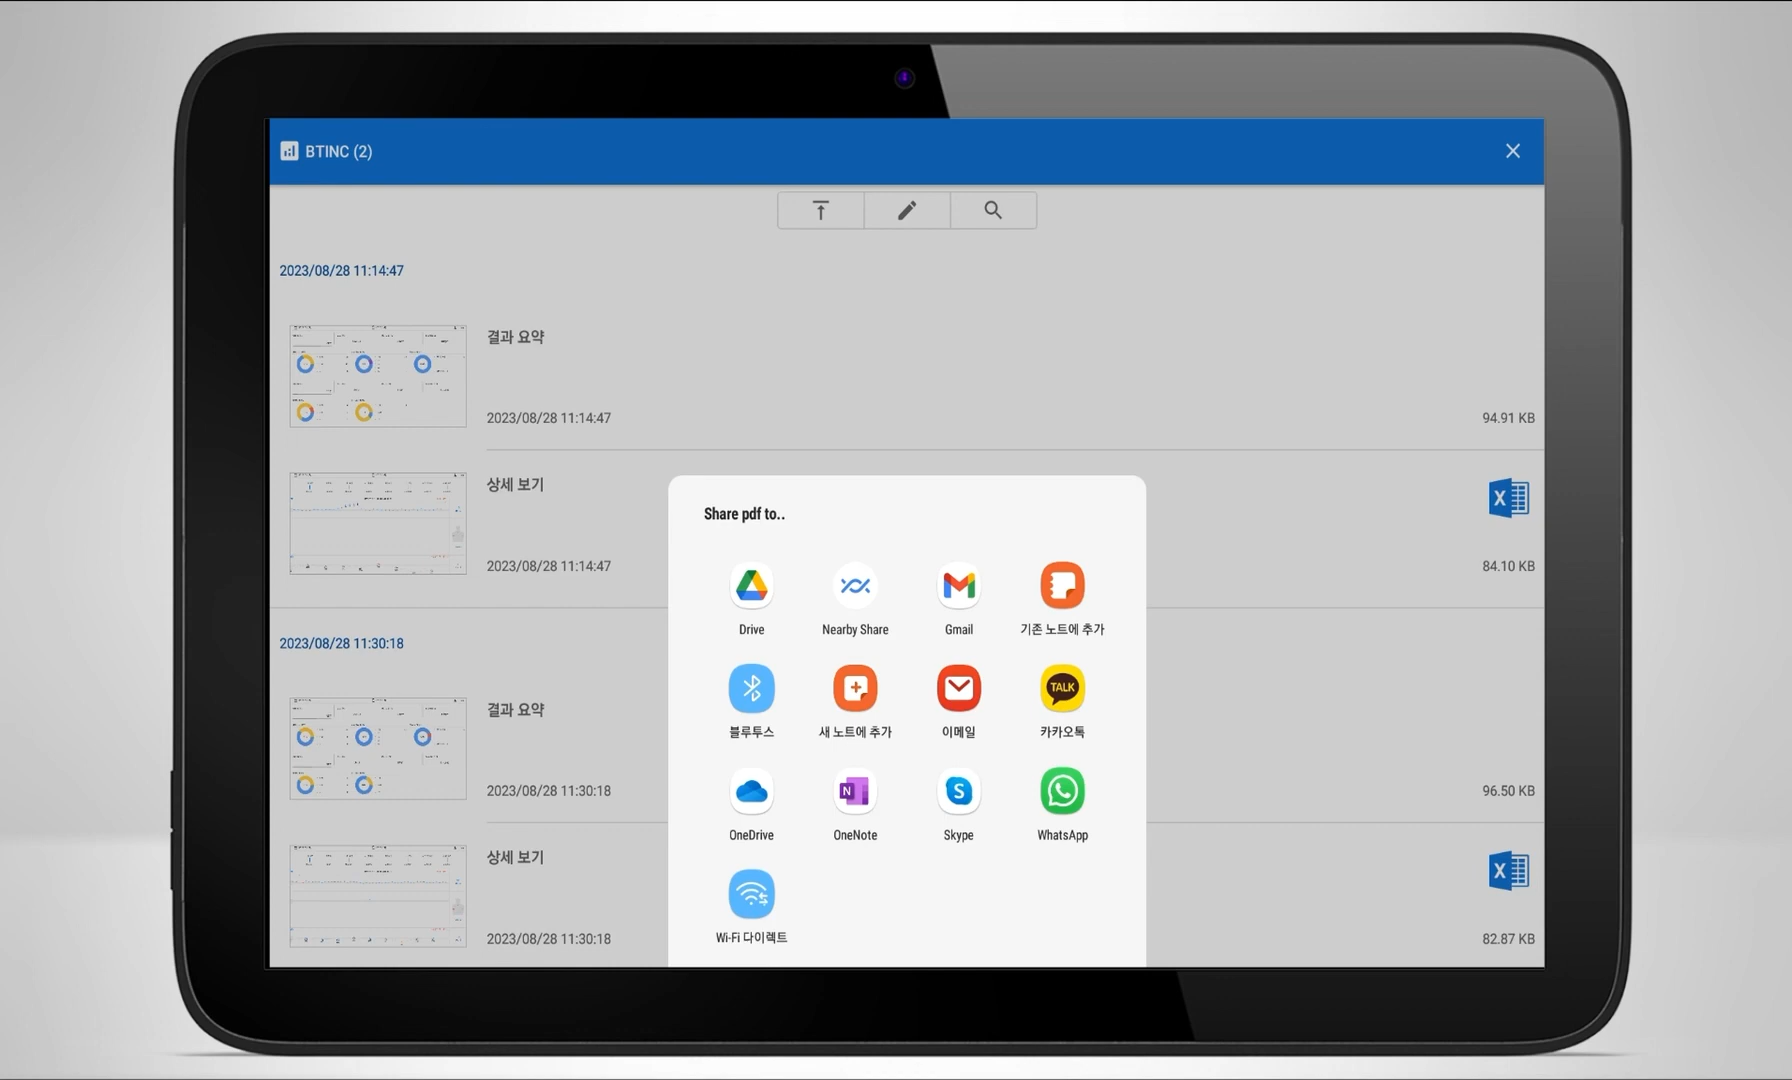 BTINC (2)
2023/08/28 11:14:47
결과 요약
2023/08/28 11:14:47
94.91 KB
상세 보기
2023/08/28 11:14:47
84.10 KB
2023/08/28 11:30:18
결과 요약
2023/08/28 11:30:18
96.50 KB
상세 보기
2023/08/28 11:30:18
82.87 KB
Share pdf to..
Drive
Nearby Share
Gmail
기존 노트에 추가
블루투스
새 노트에 추가
이메일
TALK
카카오톡
OneDrive
N
OneNote
S
Skype
WhatsApp
Wi-Fi 다이렉트
X
X